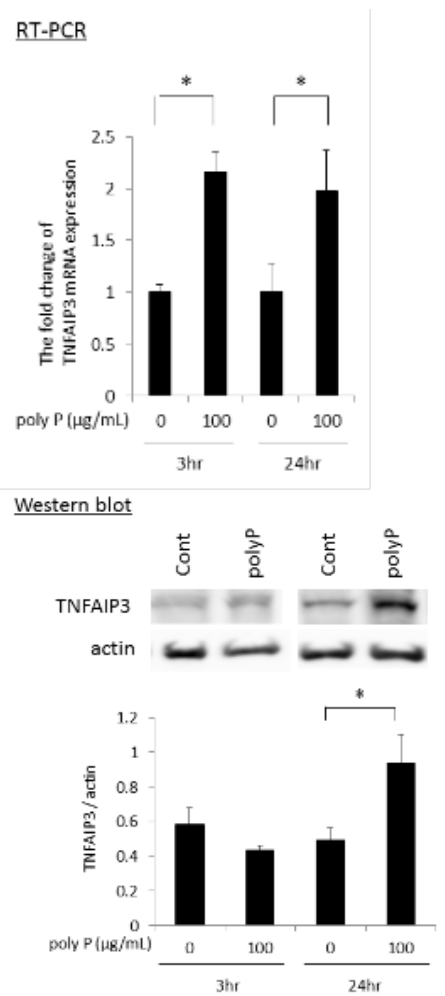 RT-PCR
* *
The fold change of
TNFAIP3 mRNA expression
2.5
2
1.5
1
0.5
0
poly P (µg/mL) 0 100 0 100
3hr 24hr
Western blot
Cont polyP Cont polyP
TNFAIP3
actin
*
TNFAIP3 / actin
1.2
1
0.8
0.6
0.4
0.2
0
poly P (µg/mL) 0 100 0 100
3hr 24hr